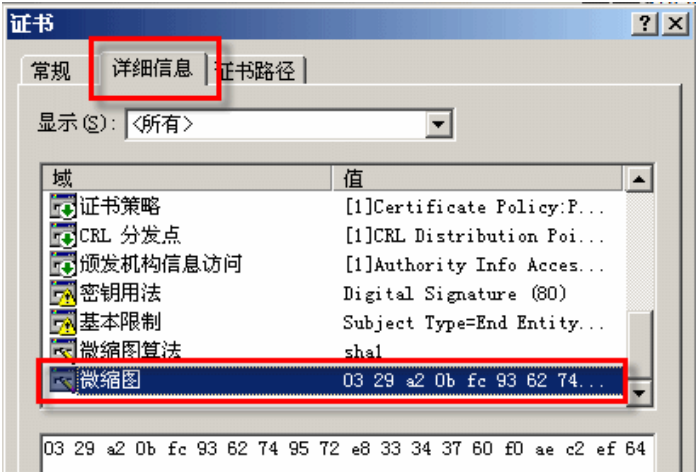 证书
常规 详细信息 证书路径
显示(S): <所有>
域 值
证书策略 [1]Certificate Policy:P...
CRL 分发点 [1]CRL Distribution Poi...
颁发机构信息访问 [1]Authority Info Acces...
密钥用法 Digital Signature (80)
基本限制 Subject Type=End Entity...
微缩图算法 sha1
微缩图 03 29 a2 0b fc 93 62 74...
03 29 a2 0b fc 93 62 74 95 72 e8 33 34 37 60 f0 ae c2 ef 64